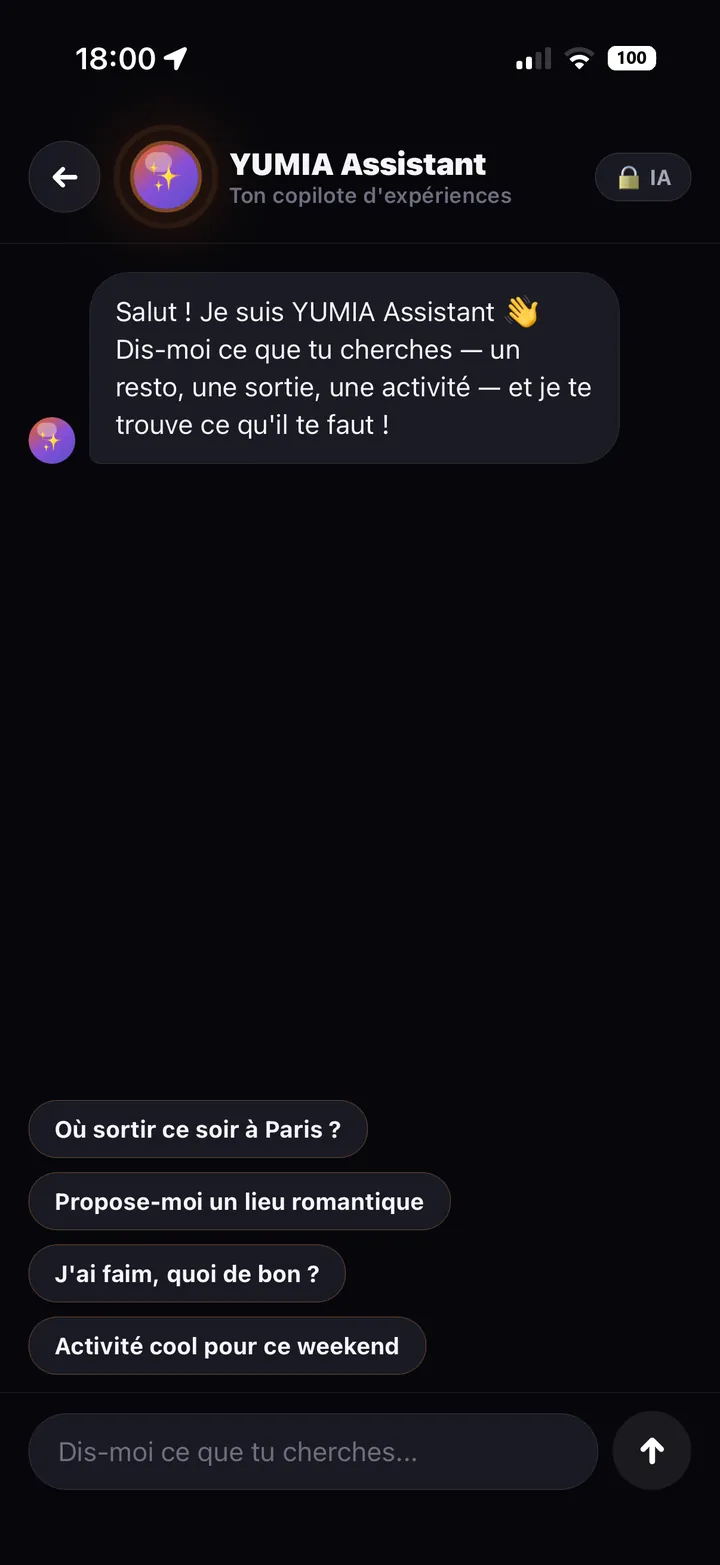 18:00
100
YUMIA Assistant
Ton copilote d'expériences
IA
Salut ! Je suis YUMIA Assistant 👋
Dis-moi ce que tu cherches — un
resto, une sortie, une activité — et je te
trouve ce qu'il te faut !
Où sortir ce soir à Paris ?
Propose-moi un lieu romantique
J'ai faim, quoi de bon ?
Activité cool pour ce weekend
Dis-moi ce que tu cherches...